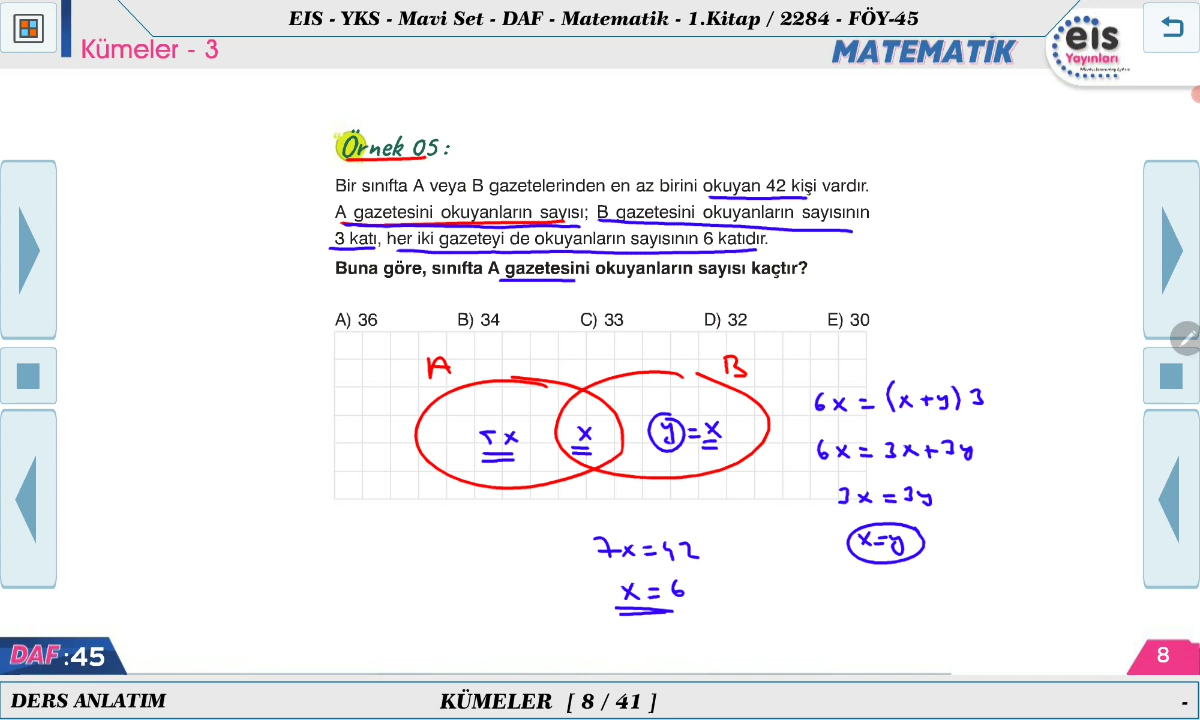 EIS - YKS - Mavi Set - DAF - Matematik - 1.Kitap / 2284 - FÖY-45
Kümeler - 3
MATEMATİK
eis
Yayınları
Örnek 05 :
Bir sınıfta A veya B gazetelerinden en az birini okuyan 42 kişi vardır.
A gazetesini okuyanların sayısı; B gazetesini okuyanların sayısının
3 katı, her iki gazeteyi de okuyanların sayısının 6 katıdır.
Buna göre, sınıfta A gazetesini okuyanların sayısı kaçtır?
A) 36 B) 34 C) 33 D) 32 E) 30
A B
5x x y = x
6x = (x+y) 3
6x = 3x+3y
3x = 3y
x=y
7x=42
x = 6
DAF :45
8
DERS ANLATIM KÜMELER [ 8 / 41 ] -